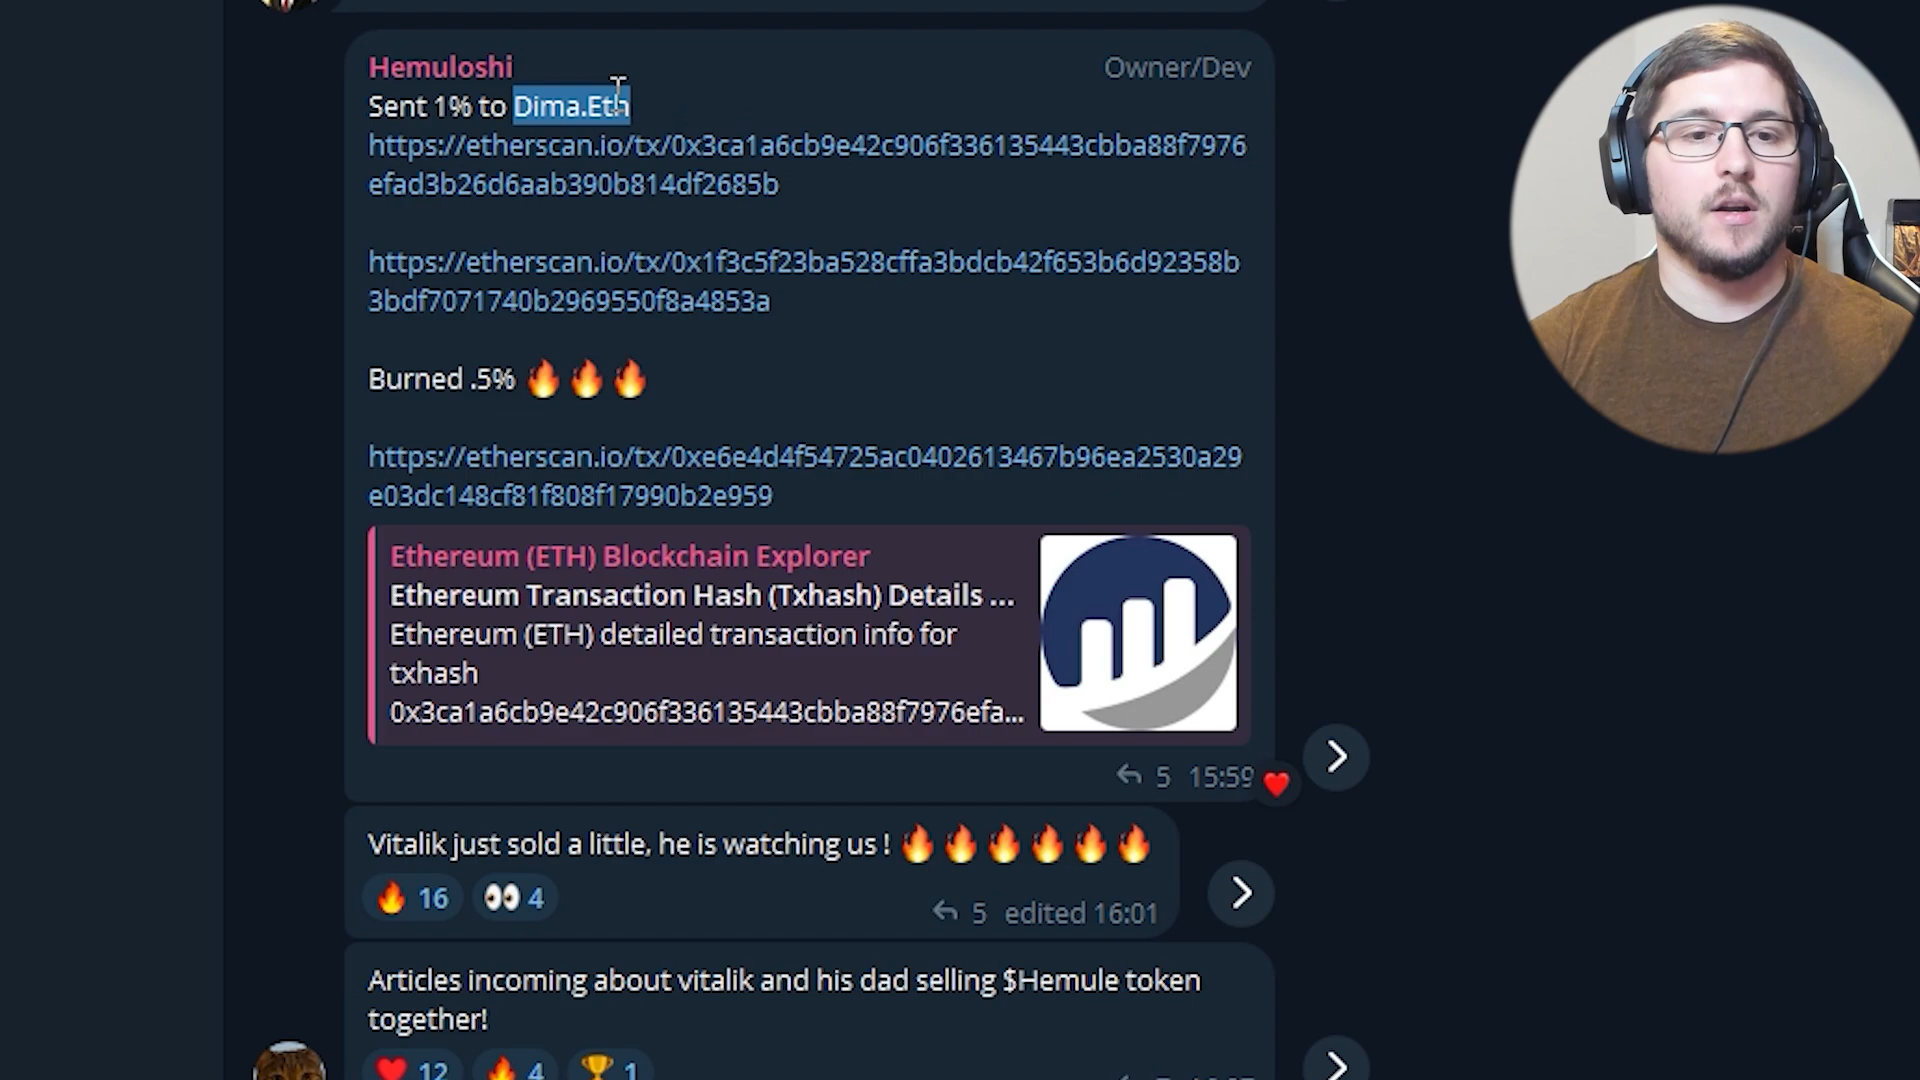 Hemuloshi Owner/Dev
Sent 1% to Dima.Eth
https://etherscan.io/tx/0x3ca1a6cb9e42c906f336135443cbba88f7976
efad3b26d6aab390b814df2685b
https://etherscan.io/tx/0x1f3c5f23ba528cffa3bdcb42f653b6d92358b
3bdf7071740b2969550f8a4853a
Burned .5% 🔥🔥🔥
https://etherscan.io/tx/0xe6e4d4f54725ac0402613467b96ea2530a29
e03dc148cf81f808f17990b2e959
Ethereum (ETH) Blockchain Explorer
Ethereum Transaction Hash (Txhash) Details ...
Ethereum (ETH) detailed transaction info for
txhash
0x3ca1a6cb9e42c906f336135443cbba88f7976efa...
5 15:59
Vitalik just sold a little, he is watching us ! 🔥🔥🔥🔥🔥🔥
🔥 16 👀 4 5 edited 16:01
Articles incoming about vitalik and his dad selling $Hemule token
together!
❤️ 12 🔥 4 🏆 1